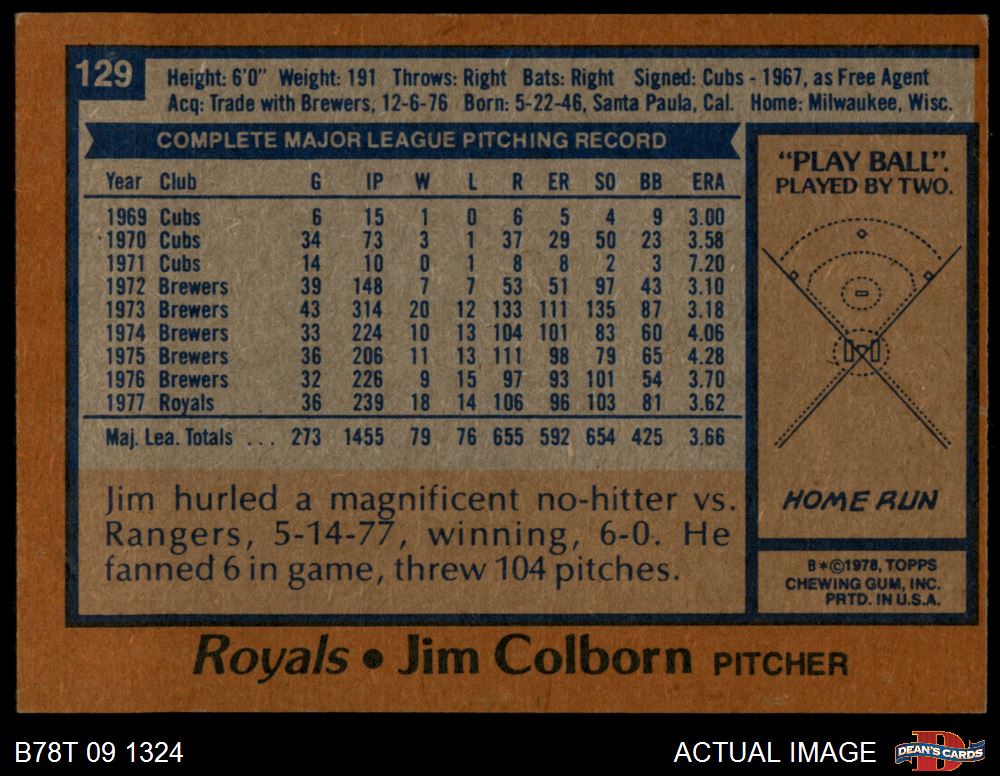 129
Height: 6'0" Weight: 191 Throws: Right Bats: Right Signed: Cubs - 1967, as Free Agent
Acq: Trade with Brewers, 12-6-76 Born: 5-22-46, Santa Paula, Cal. Home: Milwaukee, Wisc.
COMPLETE MAJOR LEAGUE PITCHING RECORD
Year Club G IP W L R ER SO BB ERA
1969 Cubs 6 15 1 0 6 5 4 9 3.00
1970 Cubs 34 73 3 1 37 29 50 23 3.58
1971 Cubs 14 10 0 1 8 8 2 3 7.20
1972 Brewers 39 148 7 7 53 51 97 43 3.10
1973 Brewers 43 314 20 12 133 111 135 87 3.18
1974 Brewers 33 224 10 13 104 101 83 60 4.06
1975 Brewers 36 206 11 13 111 98 79 65 4.28
1976 Brewers 32 226 9 15 97 93 101 54 3.70
1977 Royals 36 239 18 14 106 96 103 81 3.62
Maj. Lea. Totals ... 273 1455 79 76 655 592 654 425 3.66
Jim hurled a magnificent no-hitter vs.
Rangers, 5-14-77, winning, 6-0. He
fanned 6 in game, threw 104 pitches.
"PLAY BALL".
PLAYED BY TWO.
HOME RUN
B*©1978, TOPPS
CHEWING GUM, INC.
PRTD. IN U.S.A.
Royals • Jim Colborn PITCHER
B78T 09 1324
ACTUAL IMAGE
DEAN'S CARDS